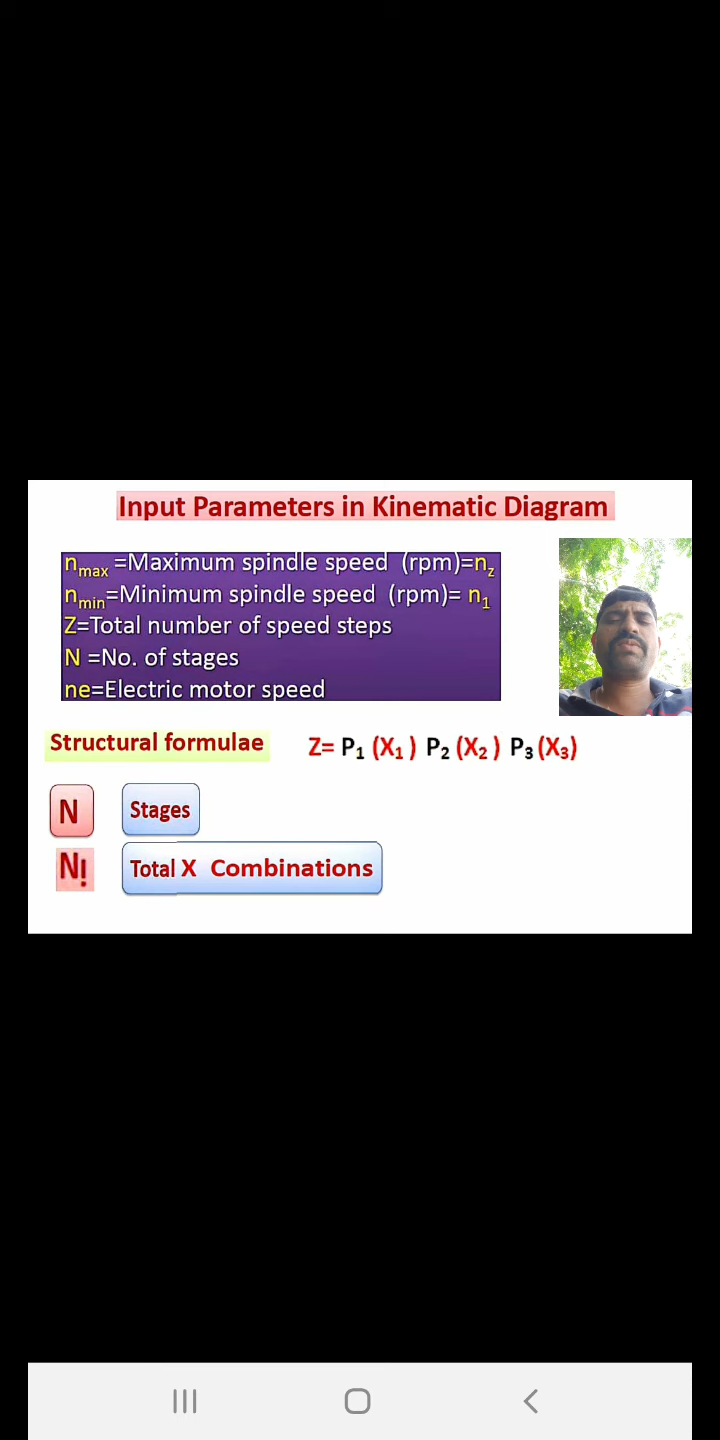 Input Parameters in Kinematic Diagram
nmax =Maximum spindle speed (rpm)=nz
nmin=Minimum spindle speed (rpm)= n1
Z=Total number of speed steps
N =No. of stages
ne=Electric motor speed
Structural formulae Z= P1 (X1) P2 (X2) P3 (X3)
N Stages
N! Total X Combinations